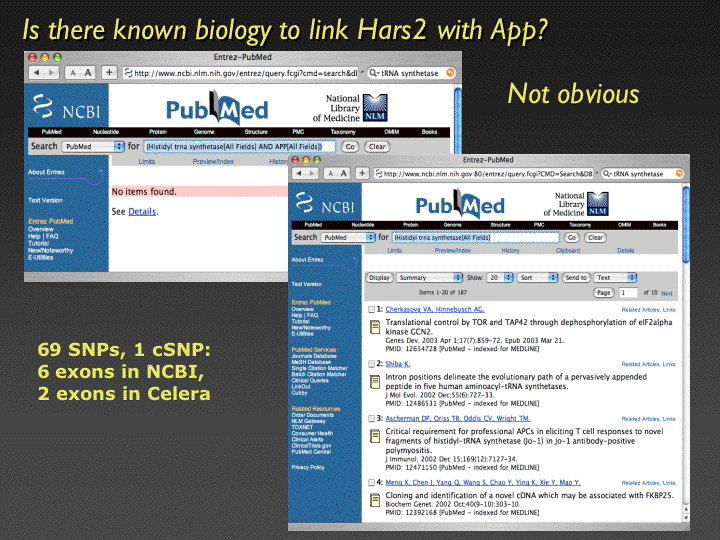 Is there known biology to link Hars2 with App?
Not obvious
Entrez-PubMed
A A
http://www.ncbi.nlm.nih.gov/entrez/query.fcgi?cmd=search&dl
tRNA synthetase
NCBI
PubMed
National Library of Medicine NLM
PubMed Nucleotide Protein Genome Structure PMC Taxonomy OMIM Books
Search PubMed for (Histidyl trna synthetase[All Fields] AND APP[All Fields]) Go Clear
Limits Preview/Index Histor
About Entrez
Text Version
Entrez PubMed
Overview
Help | FAQ
Tutorial
New/Noteworthy
E-Utilities
No items found.
See Details.
69 SNPs, 1 cSNP:
6 exons in NCBI,
2 exons in Celera
Entrez-PubMed
A A
http://www.ncbi.nlm.nih.gov:80/entrez/query.fcgi?CMD=Search&DB
tRNA synthetase
NCBI
PubMed
National Library of Medicine NLM
PubMed Nucleotide Protein Genome Structure PMC Taxonomy OMIM Books
Search PubMed for (Histidyl trna synthetase[All Fields] Go Clear
Limits Preview/Index History Clipboard Details
About Entrez
Text Version
Entrez PubMed
Overview
Help | FAQ
Tutorial
New/Noteworthy
E-Utilities
PubMed Services
Journals Database
MeSH Database
Single Citation Matcher
Batch Citation Matcher
Clinical Queries
LinkOut
Cubby
Related Resources
Order Documents
NLM Gateway
TOXNET
Consumer Health
Clinical Alerts
ClinicalTrials.gov
PubMed Central
Privacy Policy
Display Summary Show: 20 Sort Send to Text
Items 1-20 of 187
Page 1 of 10 Next
1: Cherkasova VA, Hinnebusch AG. Related Articles, Links
Translational control by TOR and TAP42 through dephosphorylation of eIF2alpha
kinase GCN2.
Genes Dev. 2003 Apr 1;17(7):859-72. Epub 2003 Mar 21.
PMID: 12654728 [PubMed - indexed for MEDLINE]
2: Shiba K. Related Articles, Links
Intron positions delineate the evolutionary path of a pervasively appended
peptide in five human aminoacyl-tRNA synthetases.
J Mol Evol. 2002 Dec;55(6):727-33.
PMID: 12486531 [PubMed - indexed for MEDLINE]
3: Ascherman DP, Oriss TB, Oddis CV, Wright TM. Related Articles, Links
Critical requirement for professional APCs in eliciting T cell responses to novel
fragments of histidyl-tRNA synthetase (Jo-1) in Jo-1 antibody-positive
polymyositis.
J Immunol. 2002 Dec 15;169(12):7127-34.
PMID: 12471150 [PubMed - indexed for MEDLINE]
4: Meng X, Chen J, Yang Q, Wang S, Chao Y, Ying K, Xie Y, Mao Y. Related Articles, Links
Cloning and identification of a novel cDNA which may be associated with FKBP25.
Biochem Genet. 2002 Oct;40(9-10):303-10.
PMID: 12392168 [PubMed - indexed for MEDLINE]